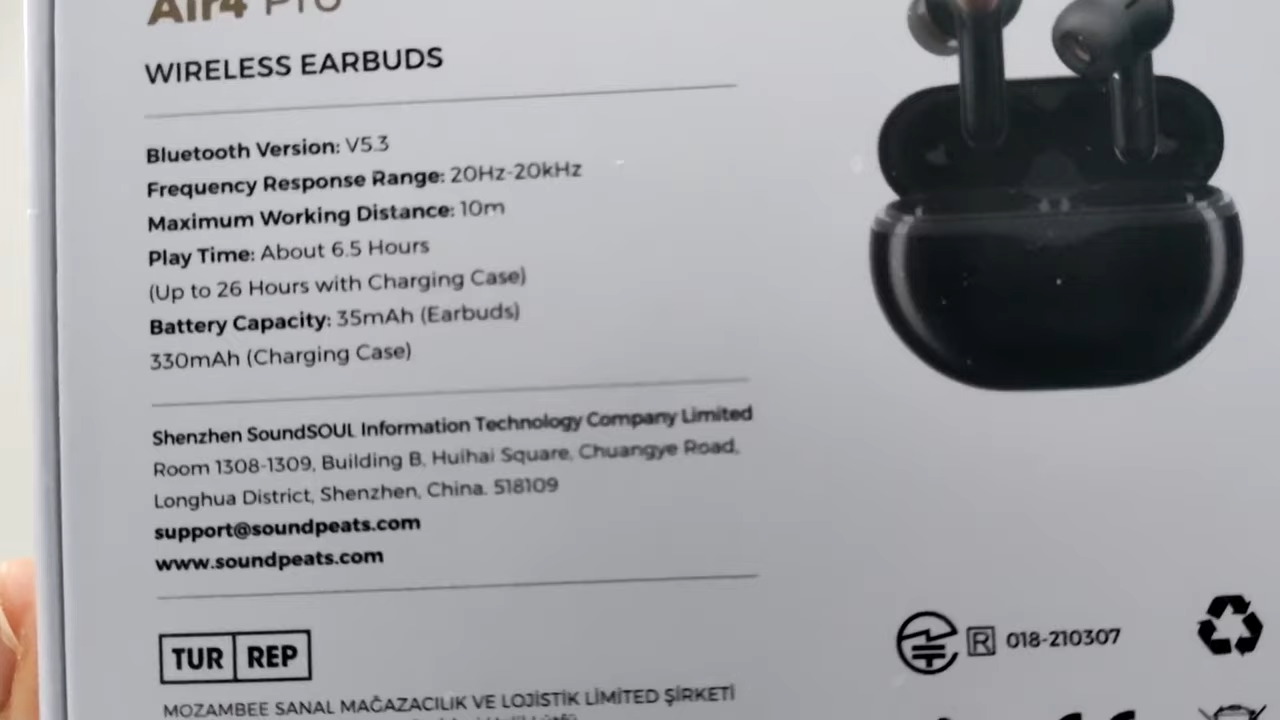 Air4 Pro
WIRELESS EARBUDS
Bluetooth Version: V5.3
Frequency Response Range: 20Hz-20kHz
Maximum Working Distance: 10m
Play Time: About 6.5 Hours
(Up to 26 Hours with Charging Case)
Battery Capacity: 35mAh (Earbuds)
330mAh (Charging Case)
Shenzhen SoundSOUL Information Technology Company Limited
Room 1308-1309, Building B, Huihai Square, Chuangye Road,
Longhua District, Shenzhen, China. 518109
support@soundpeats.com
www.soundpeats.com
TUR REP
R 018-210307
MOZAMBEE SANAL MAĞAZACILIK VE LOJİSTİK LİMİTED ŞİRKETİ